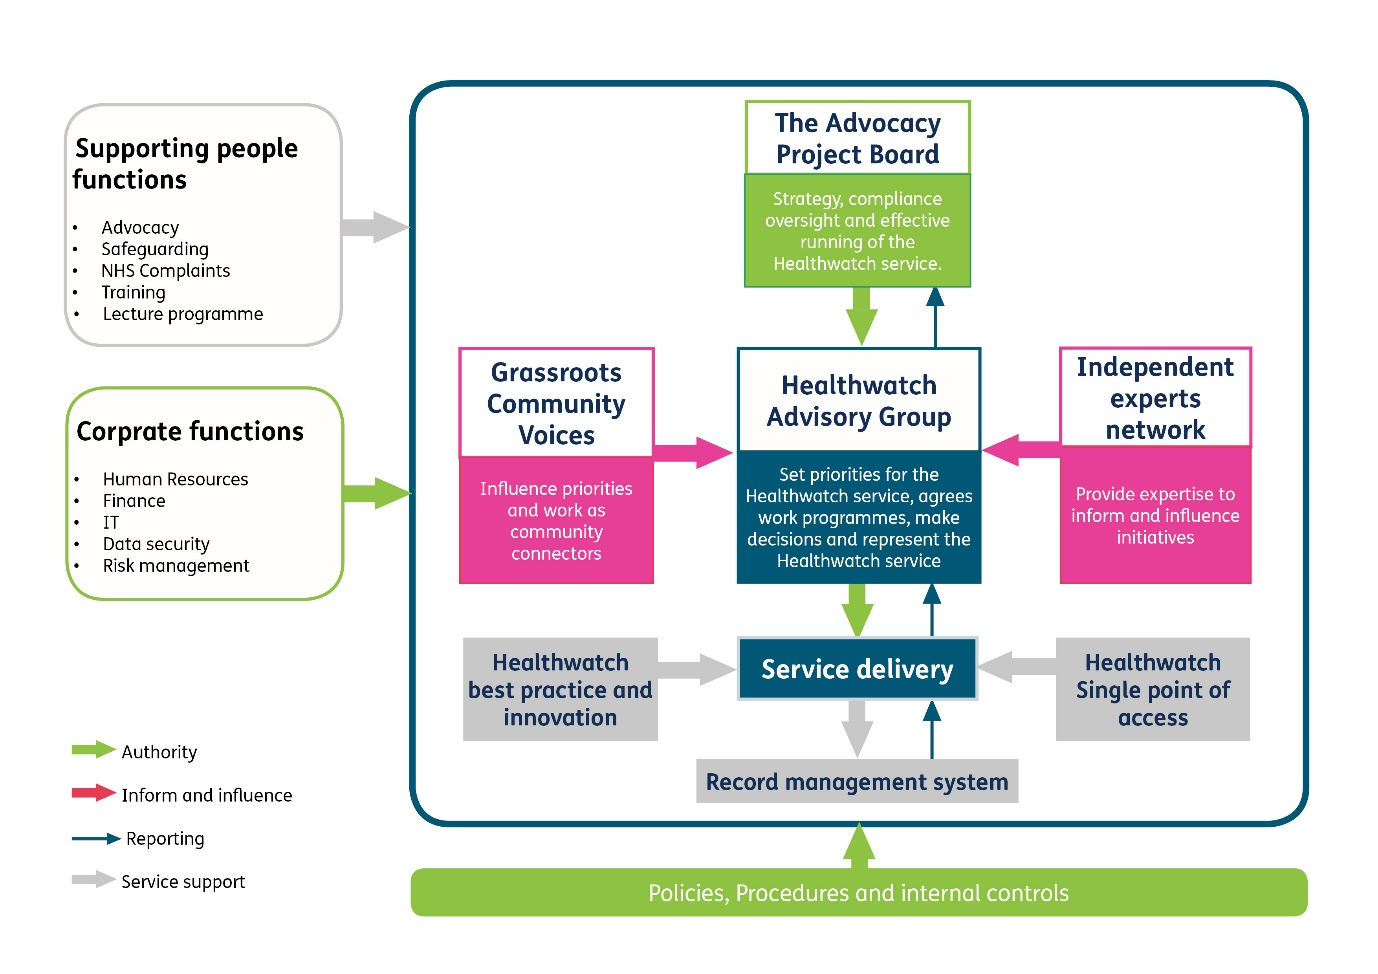 Supporting people
functions
• Advocacy
• Safeguarding
• NHS Complaints
• Training
• Lecture programme
Corprate functions
• Human Resources
• Finance
• IT
• Data security
• Risk management
Authority
Inform and influence
Reporting
Service support
The Advocacy
Project Board
Strategy, compliance
oversight and effective
running of the
Healthwatch service.
Grassroots
Community
Voices
Influence priorities
and work as
community
connectors
Healthwatch
Advisory Group
Set priorities for the
Healthwatch service, agrees
work programmes, make
decisions and represent the
Healthwatch service
Independent
experts
network
Provide expertise to
inform and influence
initiatives
Healthwatch
best practice and
innovation
Service delivery
Healthwatch
Single point of
access
Record management system
Policies, Procedures and internal controls